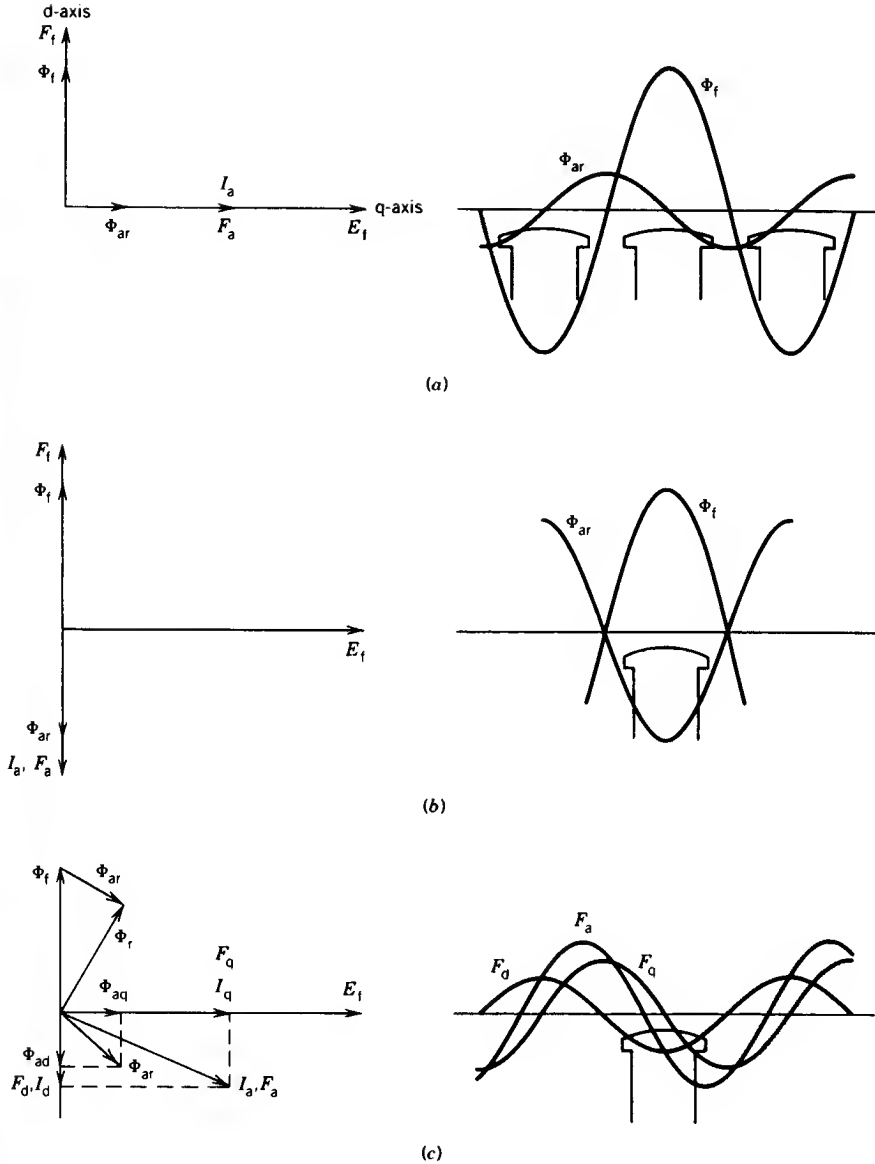 d-axis
F_f
Φ_f
I_a
q-axis
Φ_ar
F_a
E_f
Φ_f
Φ_ar
(a)
F_f
Φ_f
E_f
Φ_ar
I_a, F_a
Φ_ar
Φ_f
(b)
Φ_f
Φ_ar
Φ_r
F_q
Φ_aq
I_q
E_f
Φ_ad
Φ_ar
F_d, I_d
I_a, F_a
F_a
F_d
F_q
(c)